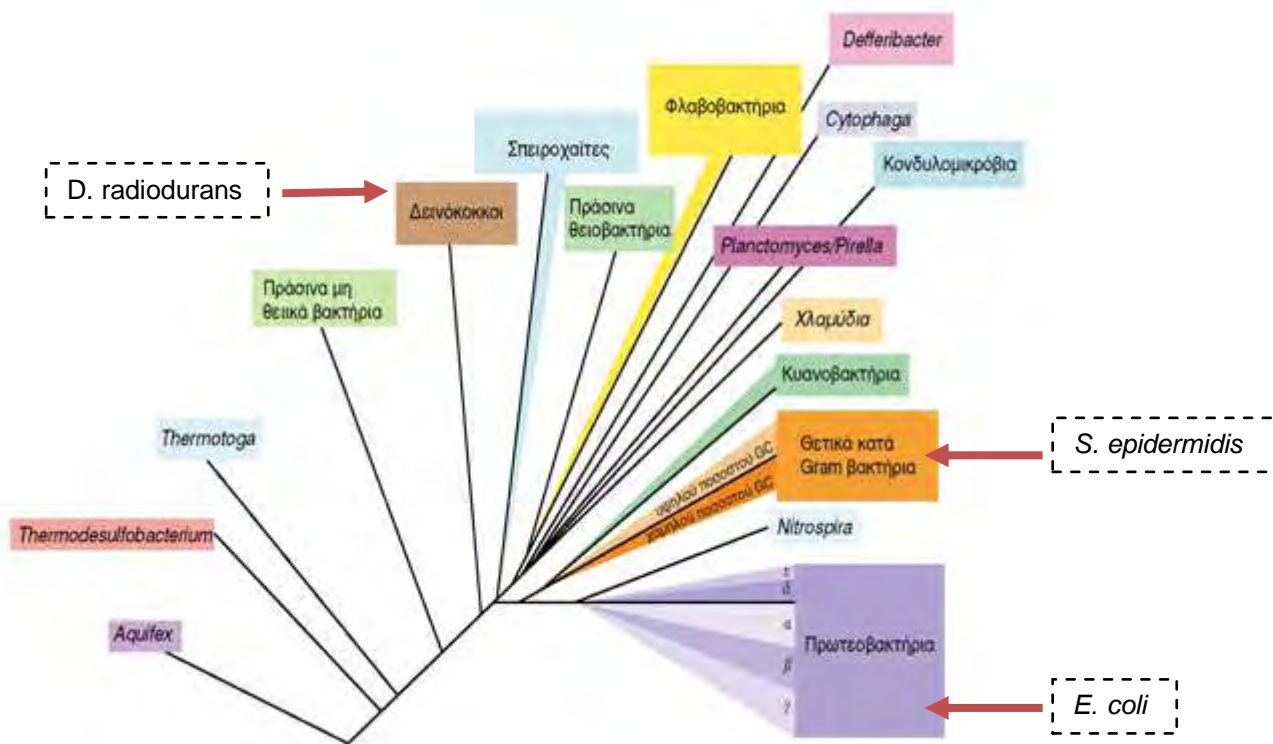 Defferibacter
Φλαβοβακτήρια
Cytophaga
Σπειροχαίτες
Κονδυλομικρόβια
D. radiodurans
Δεινόκοκκοι
Πράσινα
θειοβακτήρια
Planctomyces/Pirella
Πράσινα μη
θειικά βακτήρια
Χλαμύδια
Κυανοβακτήρια
Thermotoga
υψηλού ποσοστού GC
Θετικά κατά
Gram βακτήρια
S. epidermidis
χαμηλού ποσοστού GC
Thermodesulfobacterium
Nitrospira
ε
δ
α
Aquifex
Πρωτεοβακτήρια
β
γ
E. coli